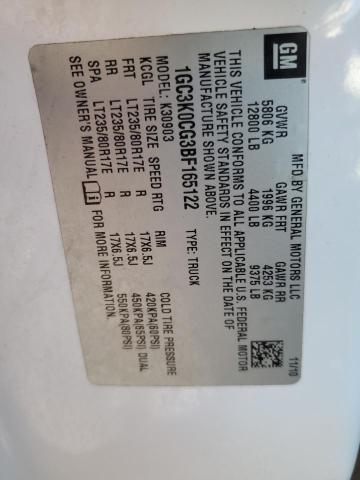 GM
MFD BY GENERAL MOTORS LLC
11/10
GVWR GAWR FRT GAWR RR
5806 KG 1996 KG 4253 KG
12800 LB 4400 LB 9375 LB
THIS VEHICLE CONFORMS TO ALL APPLICABLE U.S. FEDERAL MOTOR
VEHICLE SAFETY STANDARDS IN EFFECT ON THE DATE OF
MANUFACTURE SHOWN ABOVE.
1GC3K0CG3BF165122 TYPE: TRUCK
MODEL: K30903
KCGL TIRE SIZE SPEED RTG RIM COLD TIRE PRESSURE
FRT LT235/80R17E R 17X6.5J 420KPA(60PSI)
RR LT235/80R17E R 17X6.5J 450KPA(65PSI) DUAL
SPA LT235/80R17E R 17X6.5J 550KPA(80PSI)
SEE OWNER'S MANUAL i FOR MORE INFORMATION.